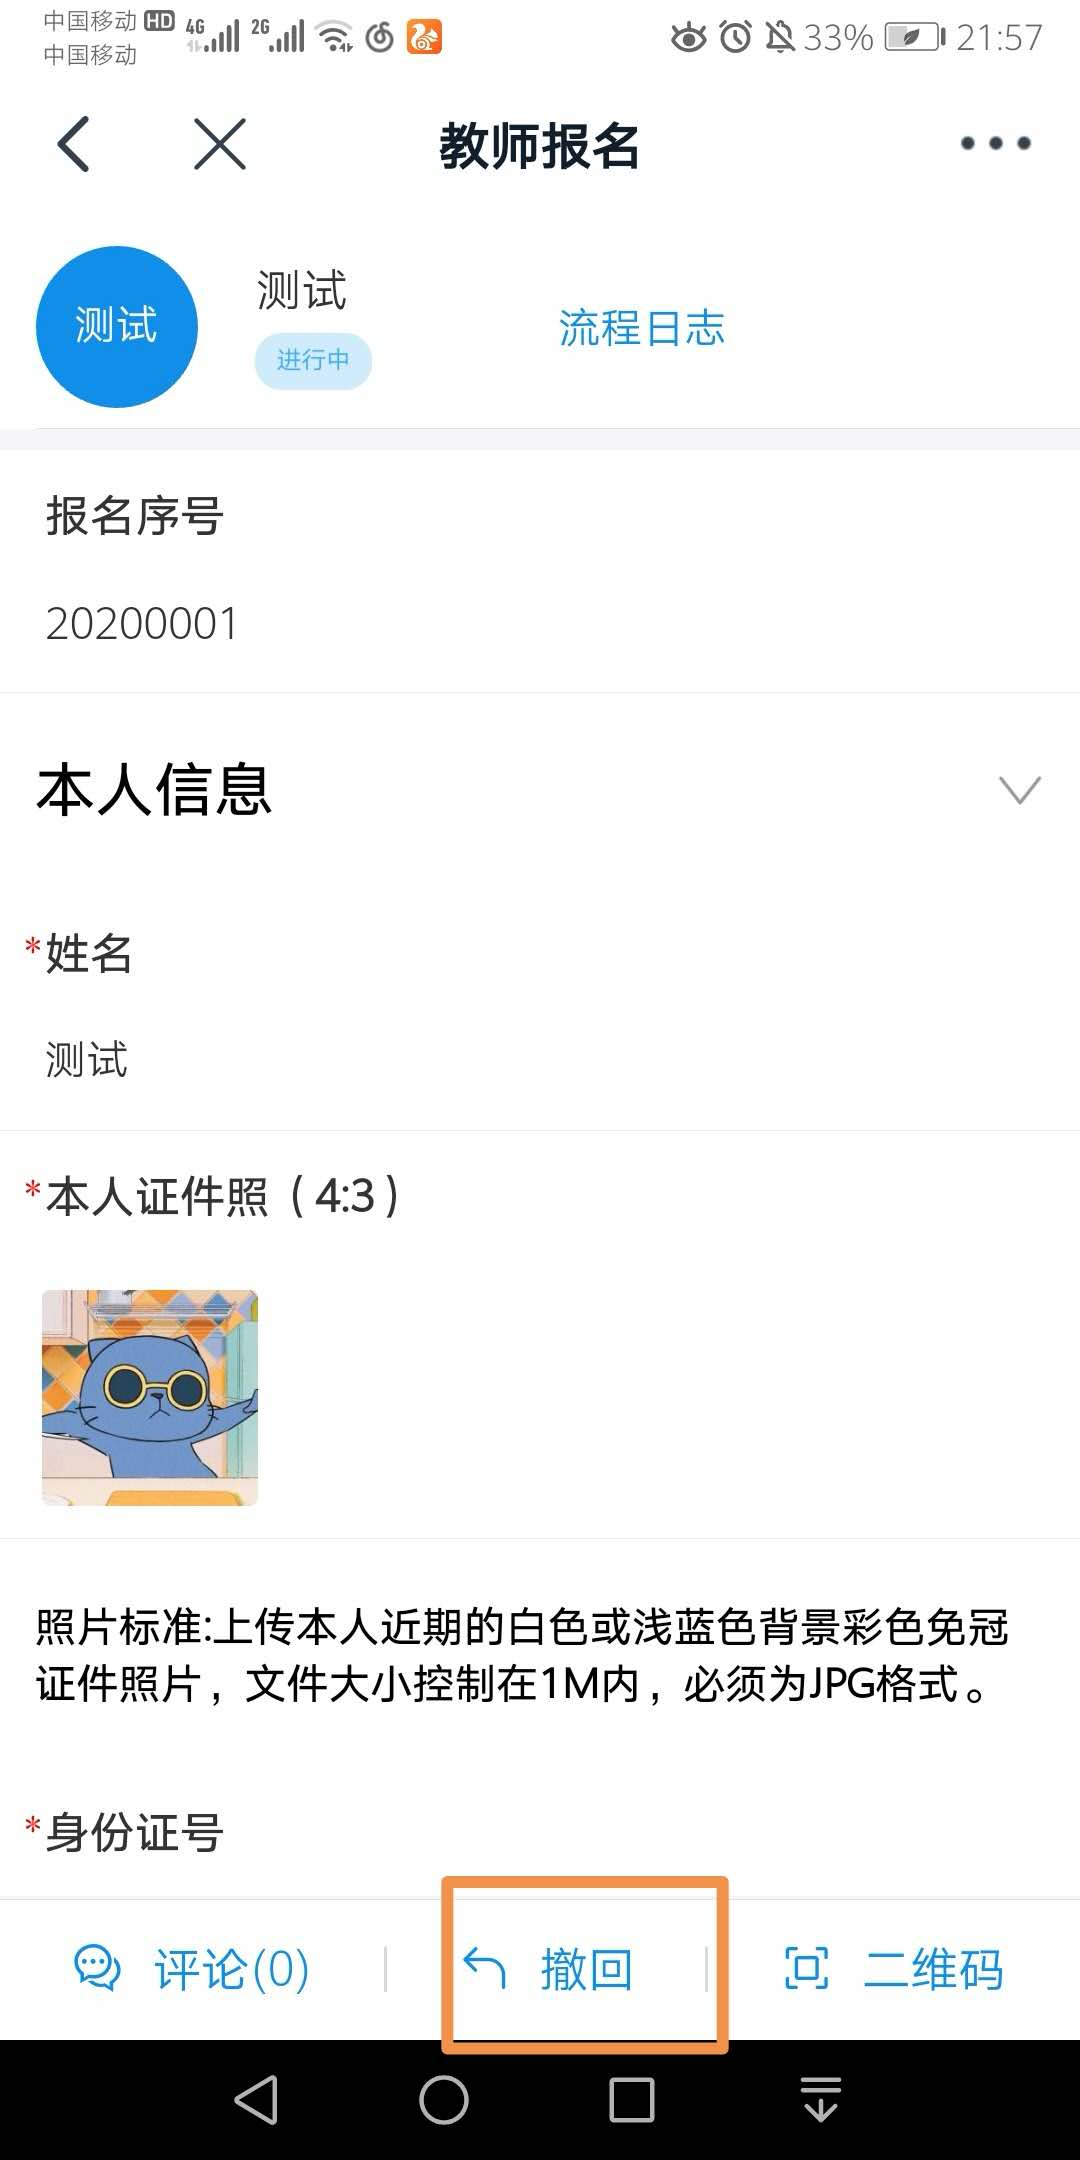 中国移动 HD 4G 2G 33% 21:57
中国移动
教师报名
测试
测试
进行中
流程日志
报名序号
20200001
本人信息
*姓名
测试
*本人证件照（4:3）
照片标准:上传本人近期的白色或浅蓝色背景彩色免冠
证件照片，文件大小控制在1M内，必须为JPG格式。
*身份证号
评论(0) 撤回 二维码